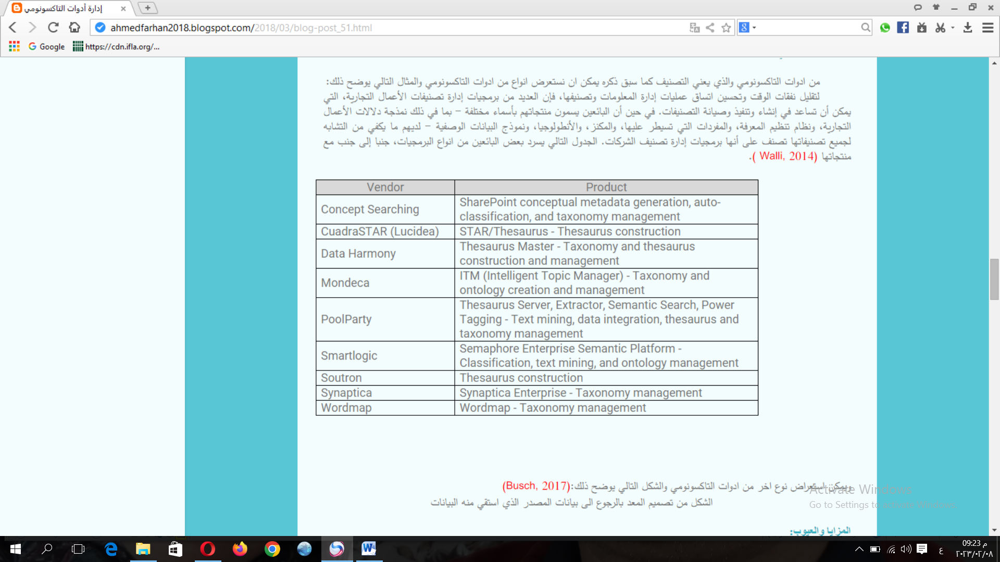 إدارة أدوات التاكسونومي
ahmedfarhan2018.blogspot.com/2018/03/blog-post_51.html
Google
https://cdn.ifla.org/...
من ادوات التاكسونومي والذي يعني التصنيف كما سبق ذكره يمكن ان نستعرض انواع من ادوات التاكسونومي والمثال التالي يوضح ذلك:
لتقليل نفقات الوقت وتحسين اتساق عمليات إدارة المعلومات وتصنيفها، فإن العديد من برمجيات إدارة تصنيفات الأعمال التجارية، التي
يمكن أن تساعد في إنشاء وتنفيذ وصيانة التصنيفات. في حين أن البائعين يسمون منتجاتهم بأسماء مختلفة – بما في ذلك نمذجة دلالات الأعمال
التجارية، ونظام تنظيم المعرفة، والمفردات التي تسيطر عليها، والمكنز، والأنطولوجيا، ونموذج البيانات الوصفية – لديهم ما يكفي من التشابه
لجميع تصنيفاتها تصنف على أنها برمجيات إدارة تصنيف الشركات. الجدول التالي يسرد بعض البائعين من انواع البرمجيات، جنبا إلى جنب مع
منتجاتها (Walli, 2014 ).
Vendor Product
Concept Searching SharePoint conceptual metadata generation, auto-
classification, and taxonomy management
CuadraSTAR (Lucidea) STAR/Thesaurus - Thesaurus construction
Data Harmony Thesaurus Master - Taxonomy and thesaurus
construction and management
Mondeca ITM (Intelligent Topic Manager) - Taxonomy and
ontology creation and management
PoolParty Thesaurus Server, Extractor, Semantic Search, Power
Tagging - Text mining, data integration, thesaurus and
taxonomy management
Smartlogic Semaphore Enterprise Semantic Platform -
Classification, text mining, and ontology management
Soutron Thesaurus construction
Synaptica Synaptica Enterprise - Taxonomy management
Wordmap Wordmap - Taxonomy management
ويمكن استعراض نوع اخر من ادوات التاكسونومي والشكل التالي يوضح ذلك:(Busch, 2017)
الشكل من تصميم المعد بالرجوع الى بيانات المصدر الذي استقي منه البيانات
Activate Windows
Go to Settings to activate Windows.
المزايا والعيوب:
ع
09:23 م
٢٠٢٣/٠٢/٠٨